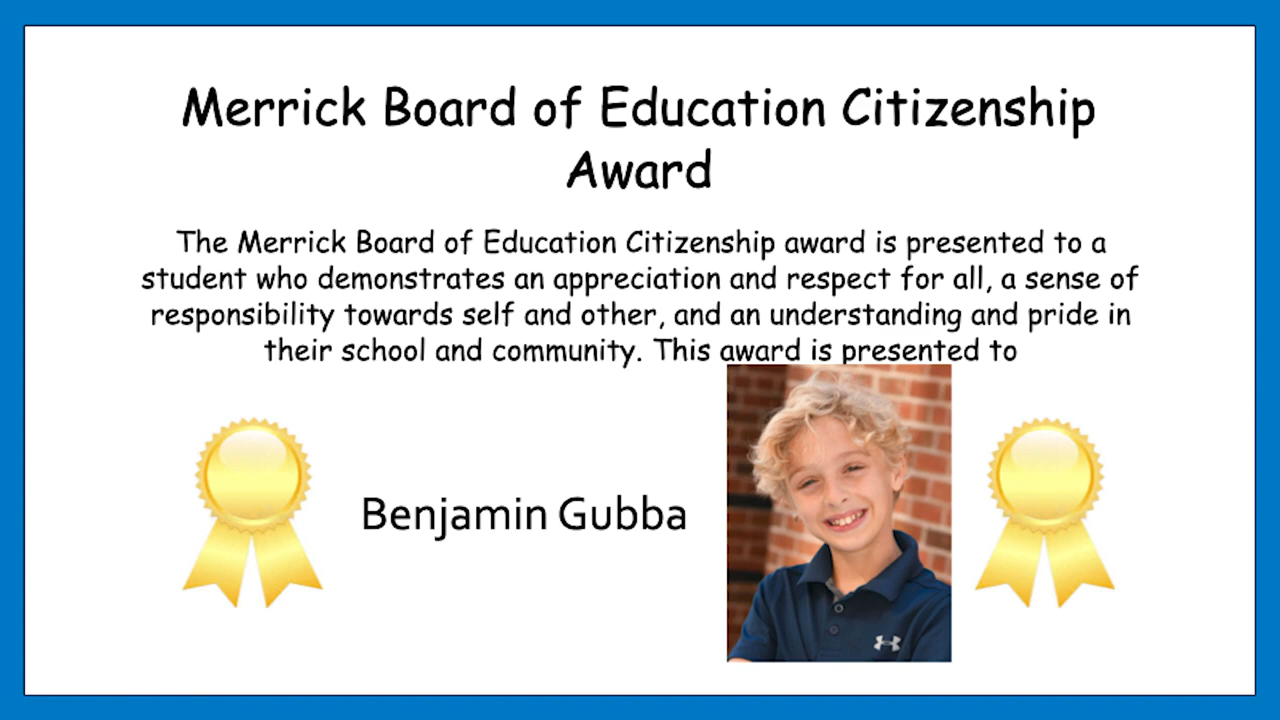 Merrick Board of Education Citizenship
Award
The Merrick Board of Education Citizenship award is presented to a
student who demonstrates an appreciation and respect for all, a sense of
responsibility towards self and other, and an understanding and pride in
their school and community. This award is presented to
Benjamin Gubba